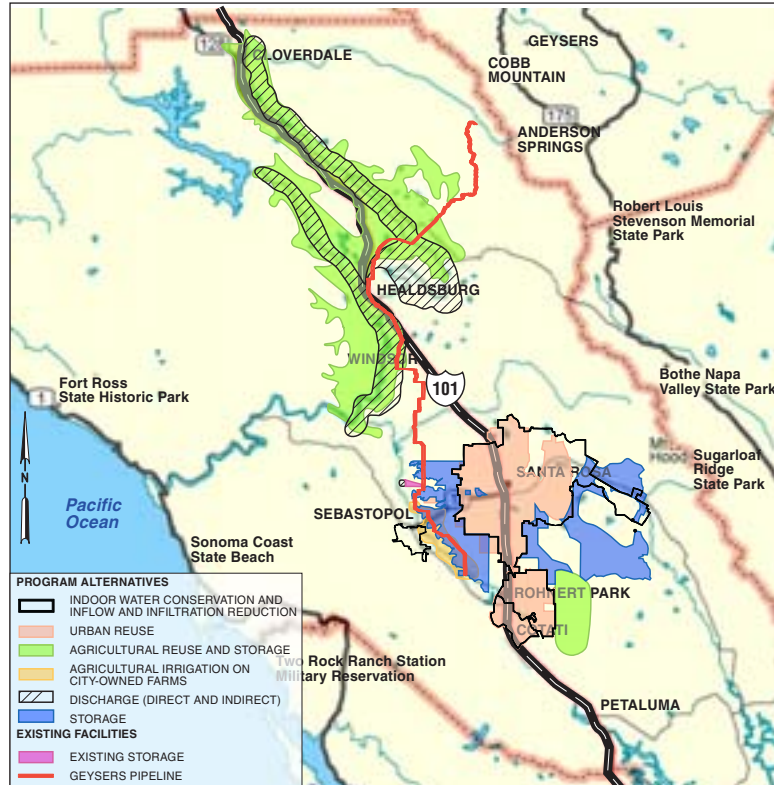 128
CLOVERDALE
GEYSERS
COBB
MOUNTAIN
175
ANDERSON
SPRINGS
Robert Louis
Stevenson Memorial
State Park
HEALDSBURG
WINDSOR
101
Fort Ross
State Historic Park
1
Bothe Napa
Valley State Park
N
Pacific
Ocean
SANTA ROSA
Hood
Sugarloaf
Ridge
State Park
SEBASTOPOL
Sonoma Coast
State Beach
ROHNERT PARK
COTATI
Two Rock Ranch Station
Military Reservation
PETALUMA
PROGRAM ALTERNATIVES
INDOOR WATER CONSERVATION AND
INFLOW AND INFILTRATION REDUCTION
URBAN REUSE
AGRICULTURAL REUSE AND STORAGE
AGRICULTURAL IRRIGATION ON
CITY-OWNED FARMS
DISCHARGE (DIRECT AND INDIRECT)
STORAGE
EXISTING FACILITIES
EXISTING STORAGE
GEYSERS PIPELINE